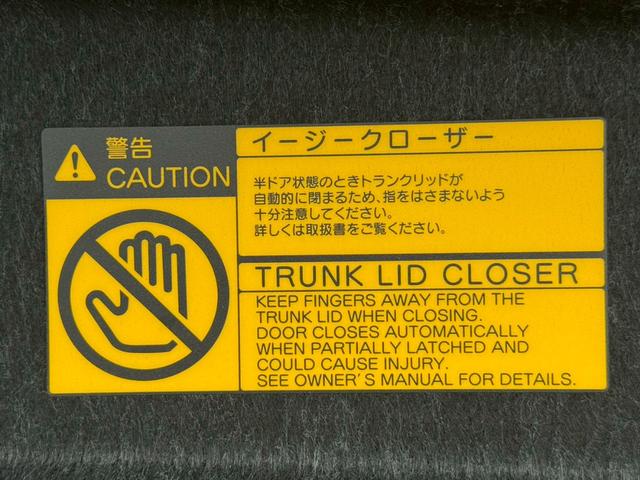 警告
CAUTION
イージークローザー
半ドア状態のときトランクリッドが
自動的に閉まるため、指をはさまないよう
十分注意してください。
詳しくは取扱書をご覧ください。
TRUNK LID CLOSER
KEEP FINGERS AWAY FROM THE
TRUNK LID WHEN CLOSING.
DOOR CLOSES AUTOMATICALLY
WHEN PARTIALLY LATCHED AND
COULD CAUSE INJURY.
SEE OWNER'S MANUAL FOR DETAILS.